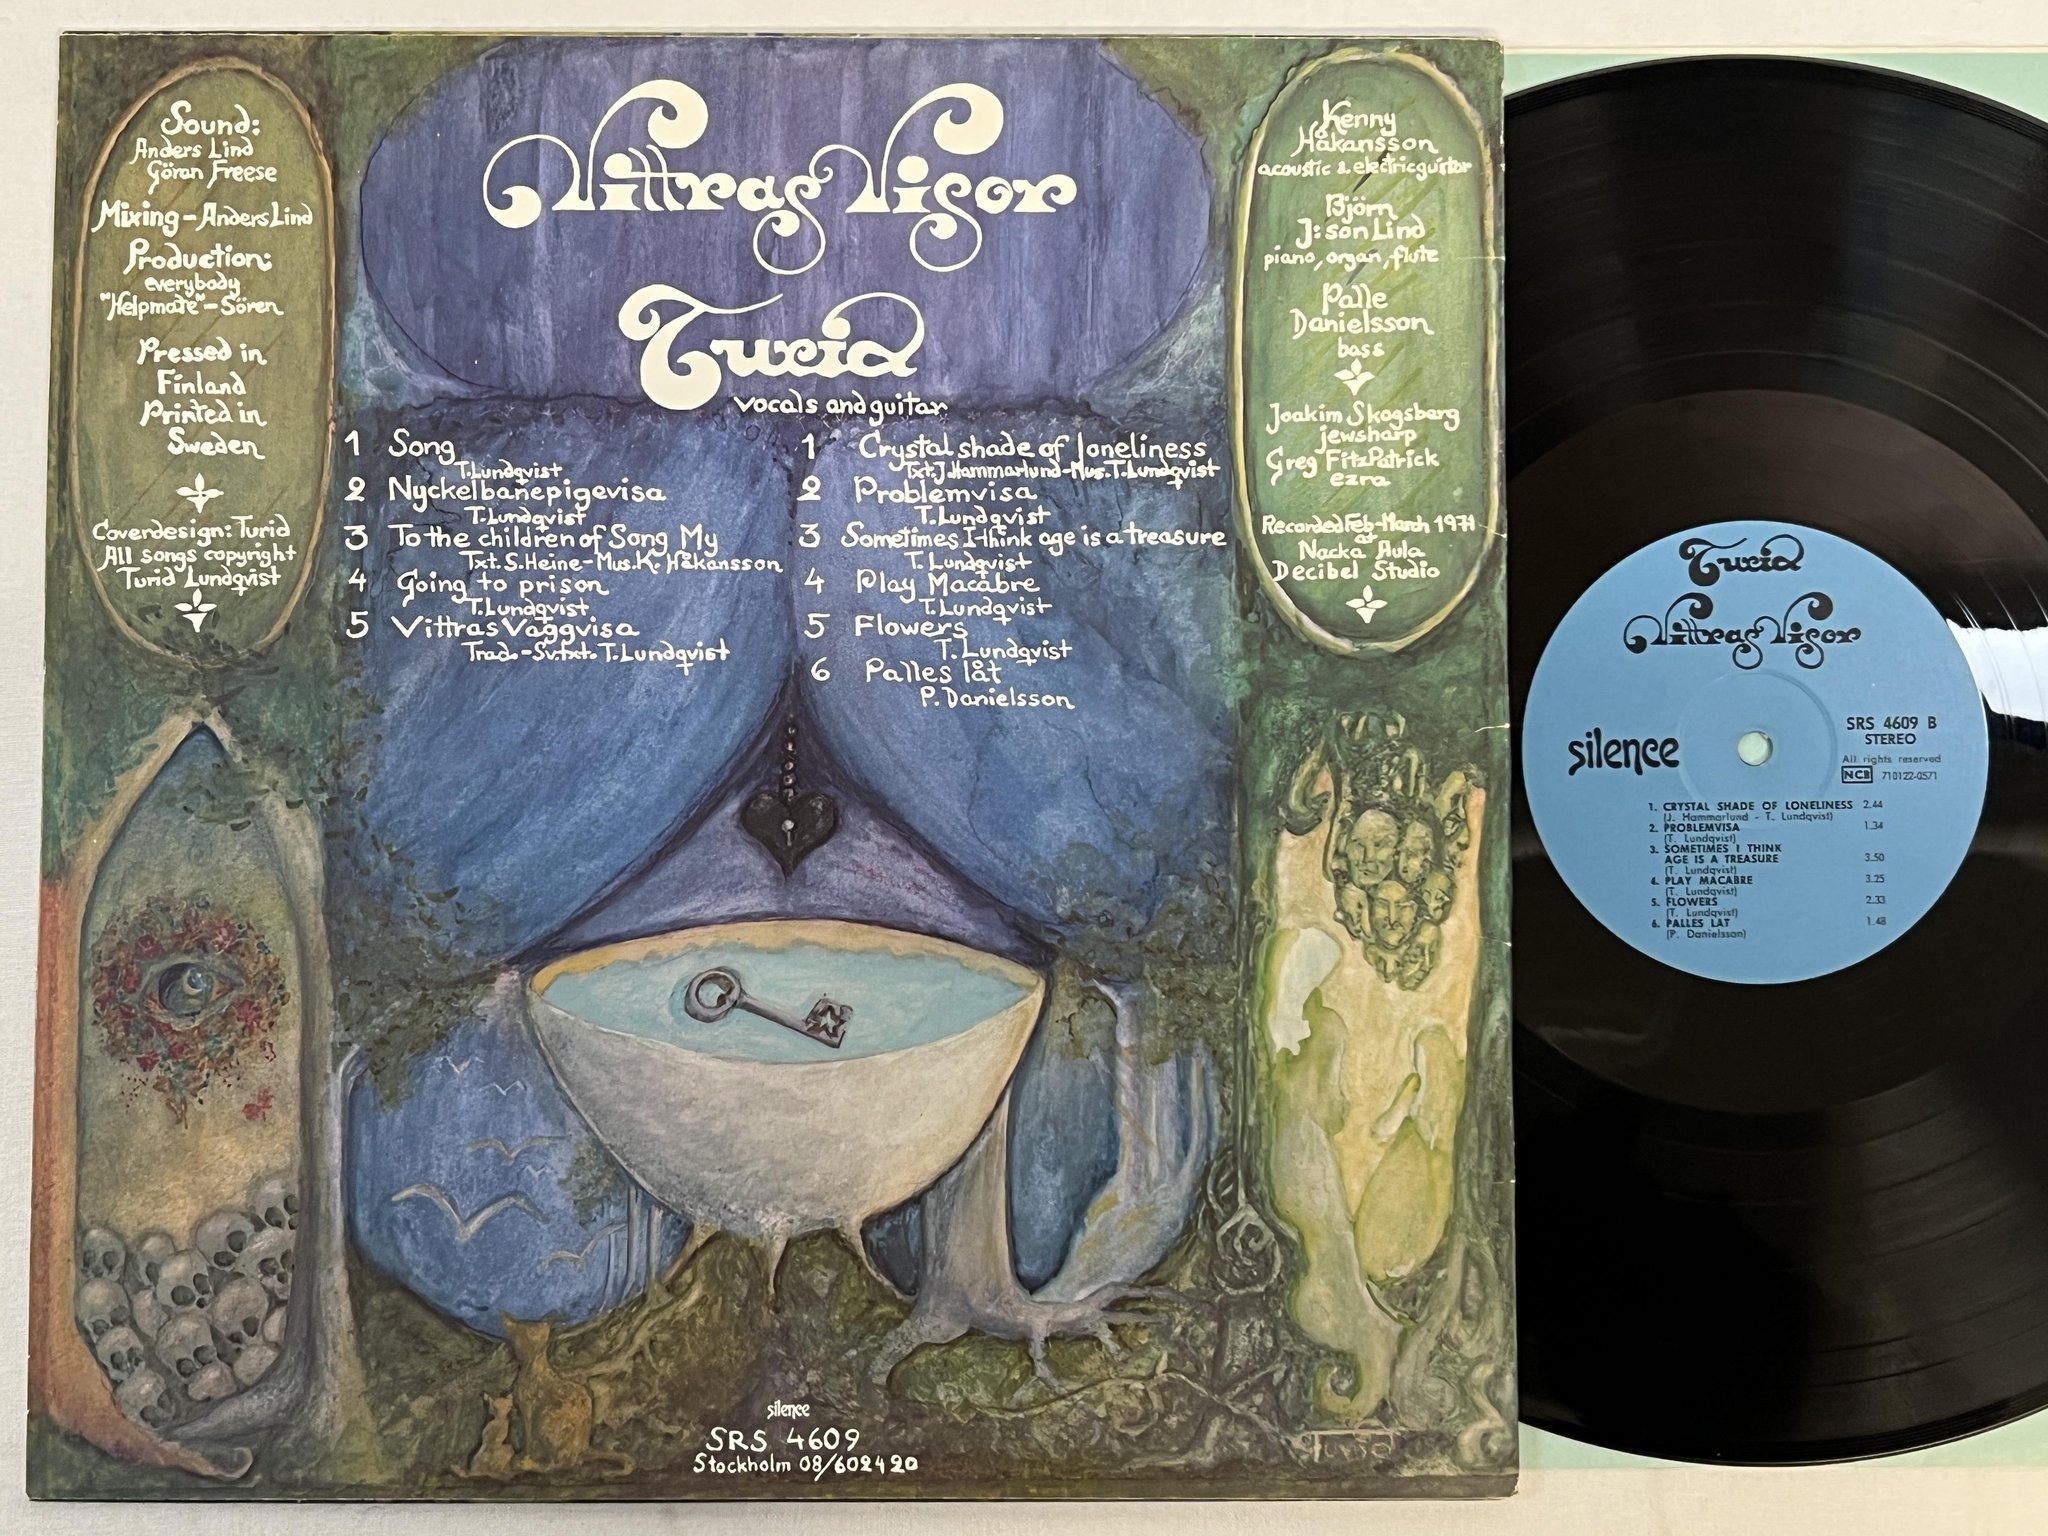 Sound:
Anders Lind
Göran Freese
Mixing - Anders Lind
Production:
everybody
"Helpmate" - Sören
Pressed in
Finland
Printed in
Sweden
Coverdesign: Turid
All songs copyright
Turid Lundqvist
Vittras Visor
Turid
vocals and guitar
1 Song
T. Lundqvist
2 Nyckelbarnepigevisa
T. Lundqvist
3 To the children of Song My
Txt. S. Heine - Mus. K. Håkansson
4 Going to prison
T. Lundqvist
5 Vittras Vaggvisa
Trad. - Sv. txt. T. Lundqvist
1 Crystal shade of loneliness
Txt. J. Hammarlund - Mus. T. Lundqvist
2 Problemvisa
T. Lundqvist
3 Sometimes I think age is a treasure
T. Lundqvist
4 Play Macabre
T. Lundqvist
5 Flowers
T. Lundqvist
6 Palles låt
P. Danielsson
Kenny
Håkansson
acoustic & electricguitar
Björn
J:son Lind
piano, organ, flute
Palle
Danielsson
bass
Joakim Skogsberg
jewsharp
Greg FitzPatrick
ezra
Recorded Feb-March 1971
at
Nacka Aula
Decibel Studio
silence
SRS 4609
Stockholm 08/602420
Turid
Turid
Vittras Visor
silence
SRS 4609 B
STEREO
All rights reserved
NCB 710122-0571
1. CRYSTAL SHADE OF LONELINESS 2.44
(J. Hammarlund - T. Lundqvist)
2. PROBLEMVISA 1.34
(T. Lundqvist)
3. SOMETIMES I THINK
AGE IS A TREASURE 3.50
(T. Lundqvist)
4. PLAY MACABRE 3.25
(T. Lundqvist)
5. FLOWERS 2.33
(T. Lundqvist)
6. PALLES LAT 1.48
(P. Danielsson)